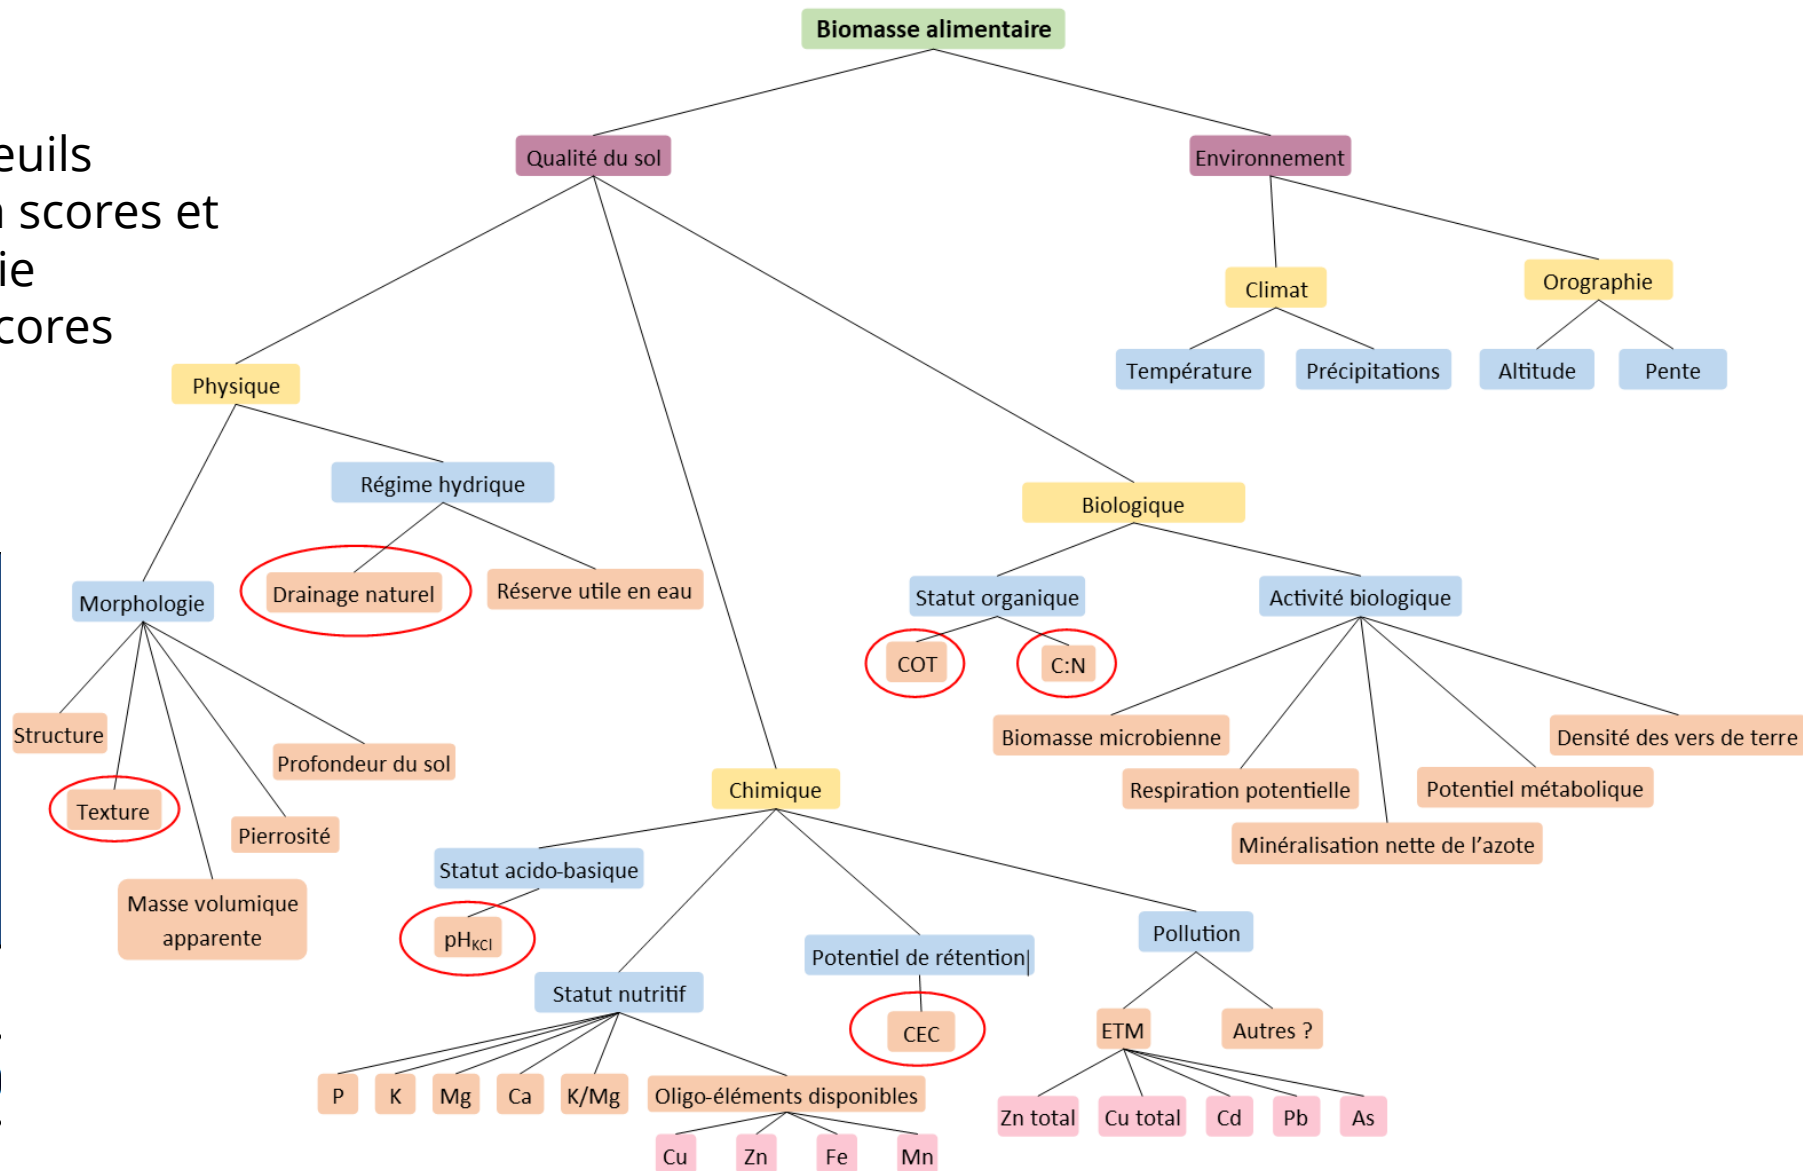 Biomasse alimentaire
euils
scores et
ie
cores
Qualité du sol
Environnement
Climat
Orographie
Température
Précipitations
Altitude
Pente
Physique
Régime hydrique
Biologique
Drainage naturel
Réserve utile en eau
Morphologie
Statut organique
Activité biologique
COT
C:N
Structure
Profondeur du sol
Texture
Pierrosité
Masse volumique
apparente
Biomasse microbienne
Densité des vers de terre
Respiration potentielle
Potentiel métabolique
Minéralisation nette de l’azote
Chimique
Statut acido-basique
pHKCl
Potentiel de rétention
Pollution
Statut nutritif
CEC
ETM
Autres ?
P
K
Mg
Ca
K/Mg
Oligo-éléments disponibles
Zn total
Cu total
Cd
Pb
As
Cu
Zn
Fe
Mn